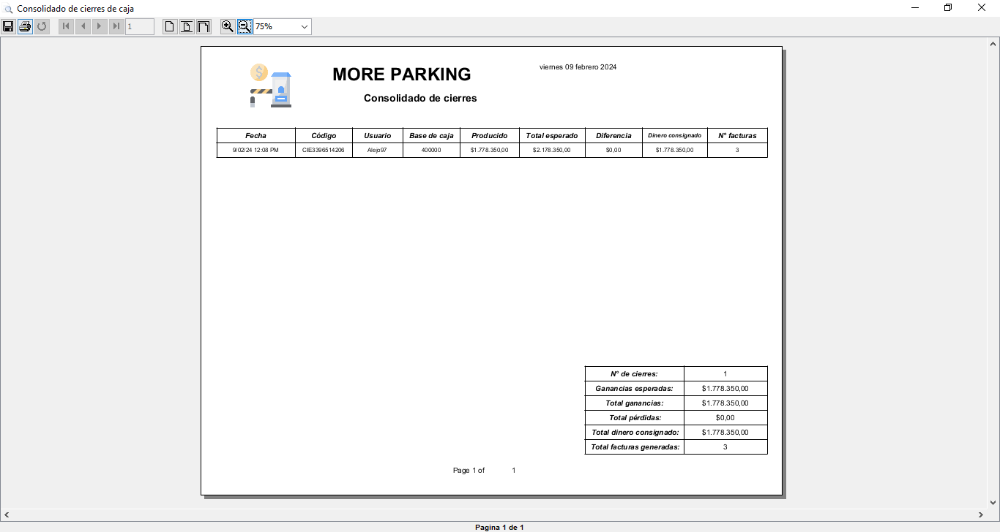 Consolidado de cierres de caja
1
75%
$
MORE PARKING
viernes 09 febrero 2024
Consolidado de cierres
Fecha Código Usuario Base de caja Producido Total esperado Diferencia Dinero consignado N° facturas
9/02/24 12:08 PM CIE3396514206 Alejo97 400000 $1.778.350,00 $2.178.350,00 $0,00 $1.778.350,00 3
N° de cierres: 1
Ganancias esperadas: $1.778.350,00
Total ganancias: $1.778.350,00
Total pérdidas: $0,00
Total dinero consignado: $1.778.350,00
Total facturas generadas: 3
Page 1 of 1
Pagina 1 de 1